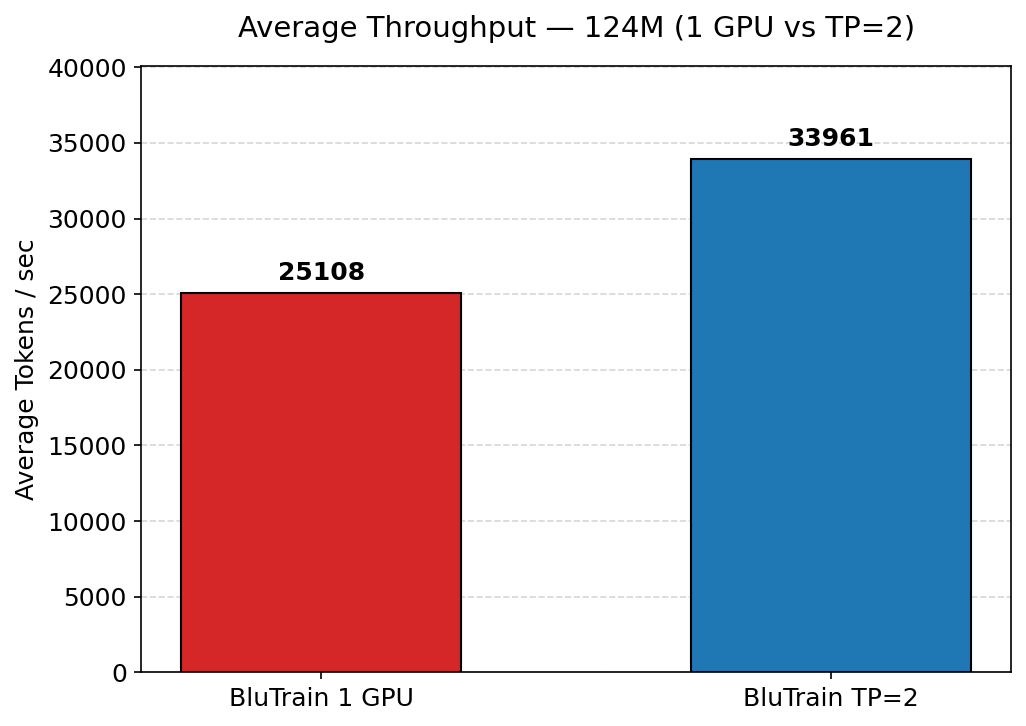 Average Throughput — 124M (1 GPU vs TP=2)
Average Tokens / sec
40000
35000
30000
25000
20000
15000
10000
5000
0
25108
33961
BluTrain 1 GPU
BluTrain TP=2